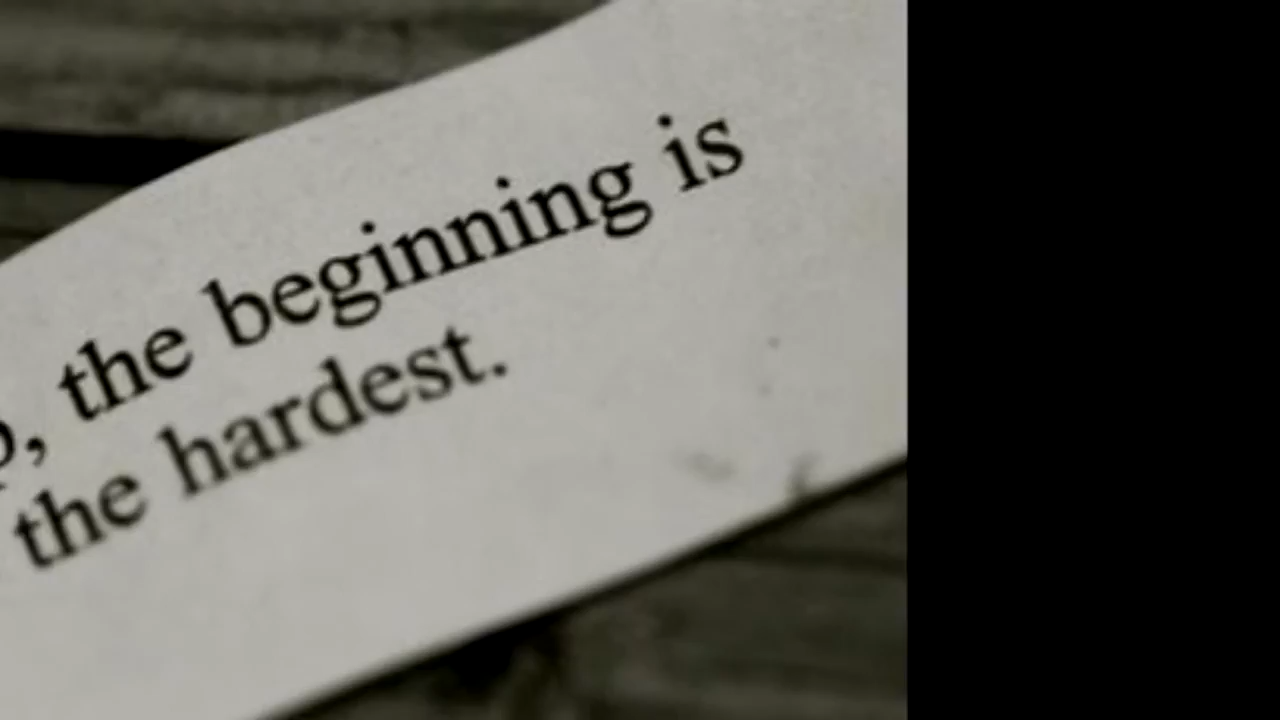 , the beginning is
the hardest.